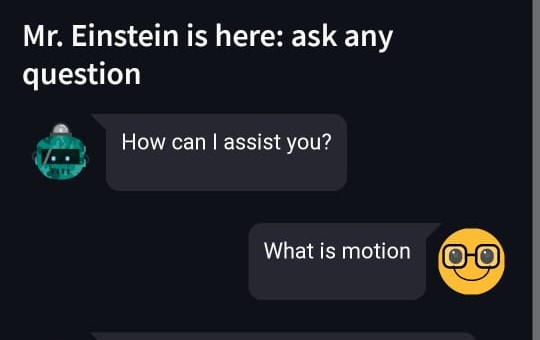 Mr. Einstein is here: ask any
question
How can I assist you?
What is motion